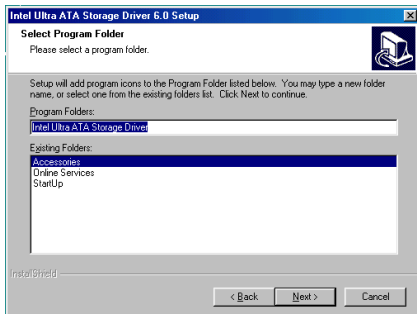 Intel Ultra ATA Storage Driver 6.0 Setup
Select Program Folder
Please select a program folder.
Setup will add program icons to the Program Folder listed below. You may type a new folder
name, or select one from the existing folders list. Click Next to continue.
Program Folders:
Intel Ultra ATA Storage Driver
Existing Folders:
Accessories
Online Services
StartUp
InstallShield
< Back
Next >
Cancel